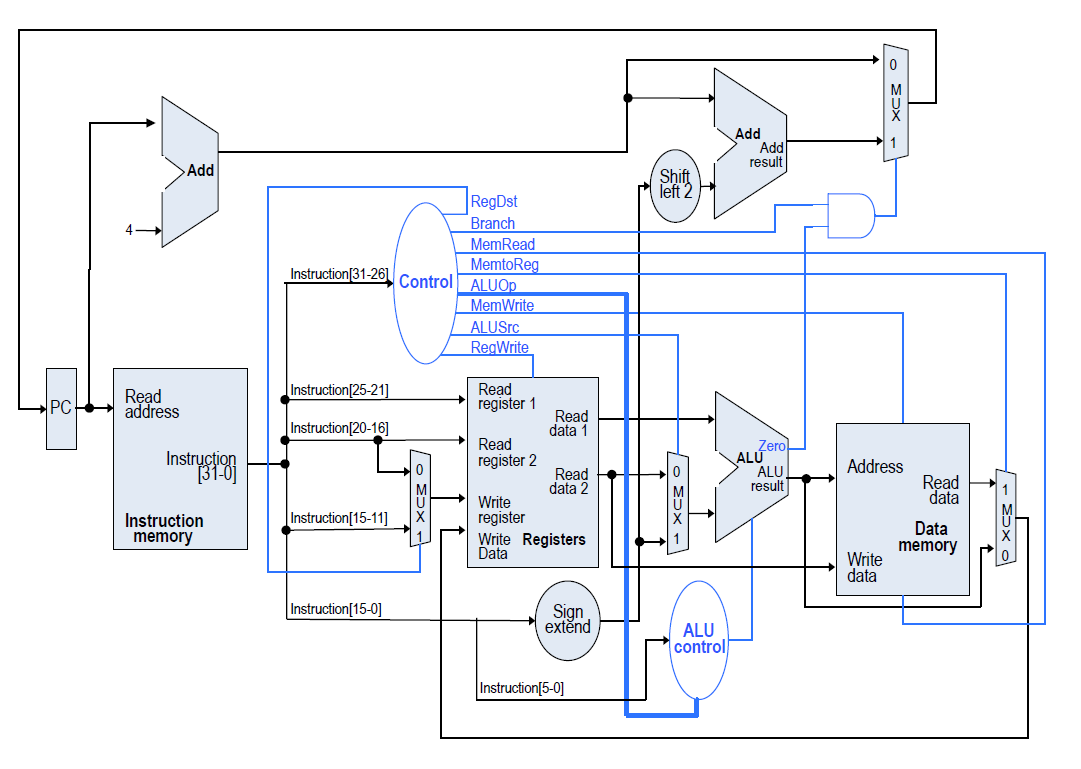 0
M
U
X
1
Add
Add
Add
result
Shift
left 2
4
RegDst
Branch
MemRead
MemtoReg
ALUOp
MemWrite
ALUSrc
RegWrite
Control
Instruction[31-26]
PC
Read
address
Instruction
[31-0]
Instruction
memory
Instruction[25-21]
Instruction[20-16]
Instruction[15-11]
Instruction[15-0]
Instruction[5-0]
0
M
U
X
1
Read
register 1
Read
register 2
Write
register
Write
Data
Read
data 1
Read
data 2
Registers
0
M
U
X
1
Zero
ALU
ALU
result
Address
Read
data
Data
memory
Write
data
1
M
U
X
0
Sign
extend
ALU
control